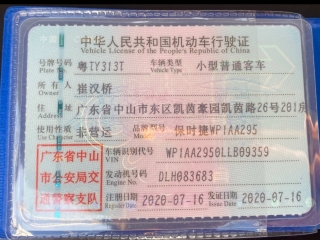 中华人民共和国机动车行驶证
Vehicle License of the People's Republic of China
号牌号码 Plate No. 粤TY313T 车辆类型 Vehicle Type 小型普通客车
所有人 Owner 崔汉桥
住址 Address 广东省中山市东区凯茵豪园凯茵路26号201房
使用性质 Use Character 非营运 品牌型号 Model 保时捷WP1AA295
广东省中山市公安局交通警察支队
车辆识别代号 VIN WP1AA2950LLB09359
发动机号码 Engine No. DLH083683
注册日期 Register Date 2020-07-16 发证日期 Issue Date 2020-07-16